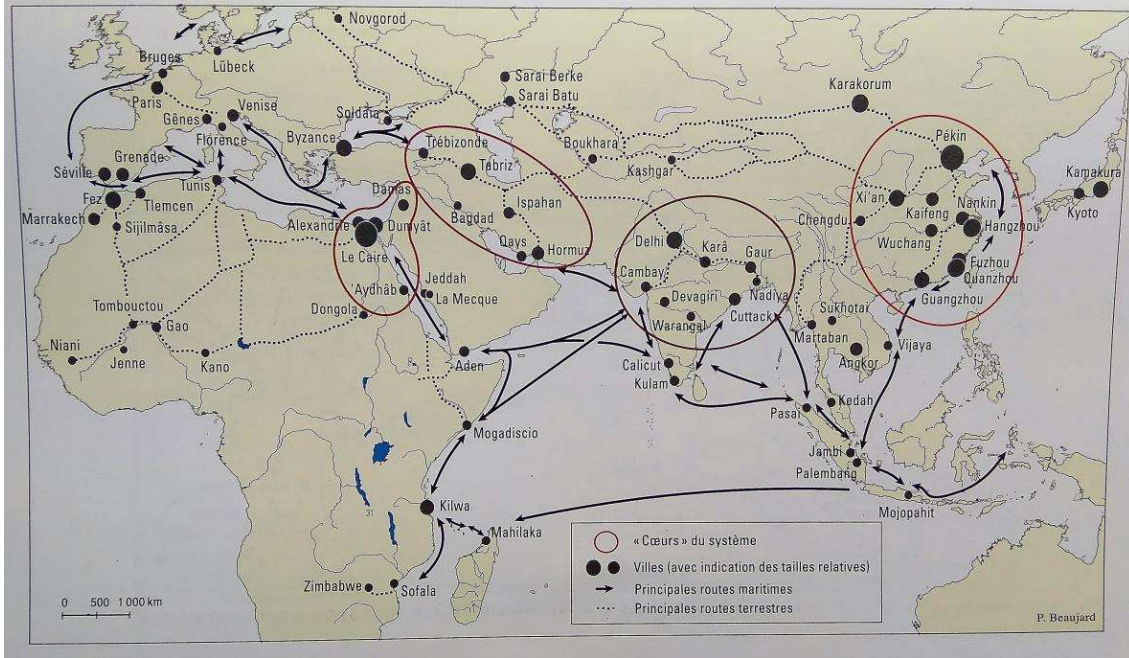 Novgorod
Bruges
Lübeck
Paris
Sarai Berke
Sarai Batu
Karakorum
Gênes
Venise
Soldaïa
Florence
Byzance
Trébizonde
Boukhara
Pékin
Grenade
Séville
Tabriz
Kashgar
Kamakura
Tunis
Damas
Xi'an
Fez
Tlemcen
Ispahan
Kaifeng
Nankin
Kyoto
Marrakech
Sijilmâsa
Alexandrie
Dumyât
Bagdad
Chengdu
Hangzhou
Le Caire
Qays
Hormuz
Delhi
Karâ
Gaur
Wuchang
Fuzhou
'Aydhâb
Jeddah
La Mecque
Cambay
Devagiri
Nadiya
Quanzhou
Guangzhou
Tombouctou
Dongola
Warangal
Cuttack
Sukhotai
Gao
Martaban
Niani
Jenne
Kano
Aden
Calicut
Angkor
Vijaya
Kulam
Kedah
Pasai
Mogadiscio
Jambi
Palembang
Mojopahit
31
Kilwa
Mahilaka
Zimbabwe
Sofala
0 500 1 000 km
«Cœurs» du système
Villes (avec indication des tailles relatives)
Principales routes maritimes
Principales routes terrestres
P. Beaujard